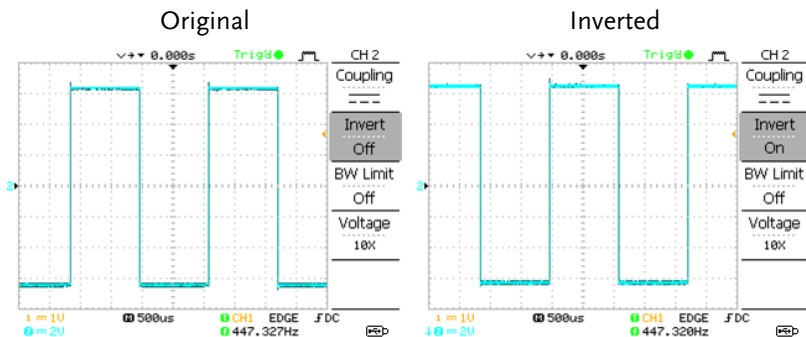 Original
0.000s Trig'd CH 2
Coupling
Invert
Off
BW Limit
Off
Voltage
10X
2
1 = 1V M 500us CH1 EDGE DC
2 = 2V 447.327Hz
Inverted
0.000s Trig'd CH 2
Coupling
Invert
On
BW Limit
Off
Voltage
10X
2
1 = 1V M 500us CH1 EDGE DC
2 = 2V 447.320Hz